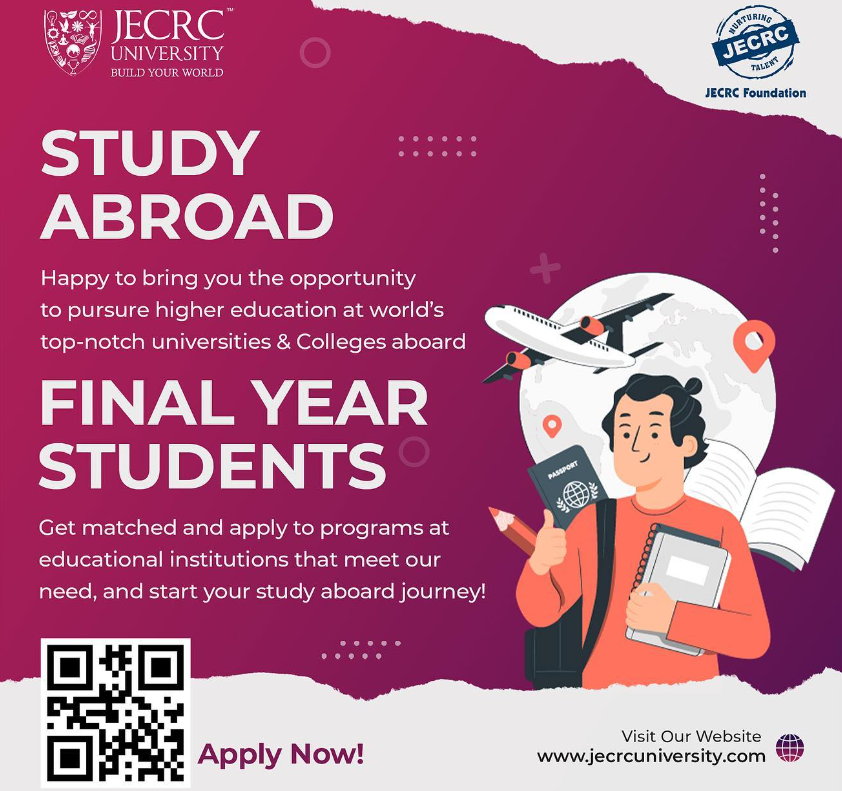 JECRC™
UNIVERSITY
BUILD YOUR WORLD
NURTURING
JECRC
TALENT
JECRC Foundation
STUDY
ABROAD
Happy to bring you the opportunity
to pursure higher education at world's
top-notch universities & Colleges aboard
FINAL YEAR
STUDENTS
Get matched and apply to programs at
educational institutions that meet our
need, and start your study aboard journey!
PASSPORT
Apply Now!
Visit Our Website
www.jecrcuniversity.com